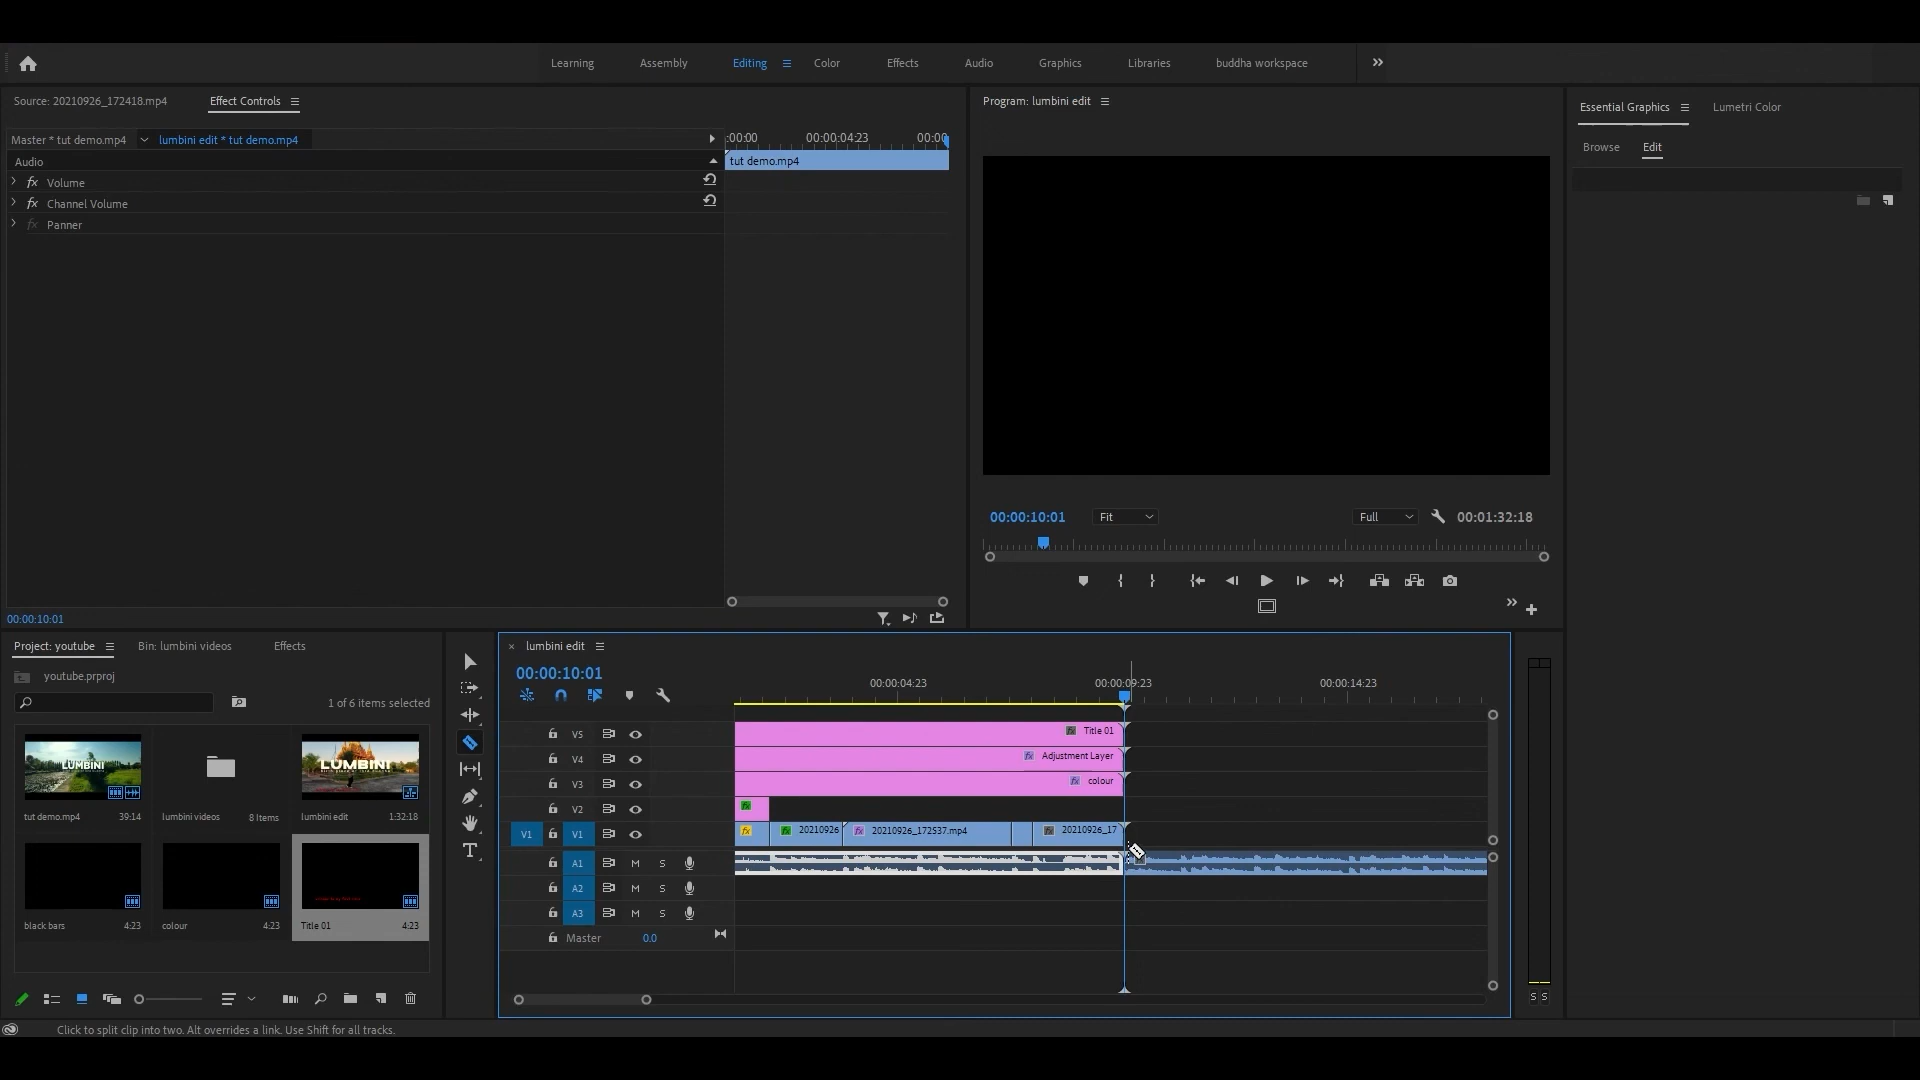 Learning Assembly Editing Color Effects Audio Graphics Libraries buddha workspace
Source: 20210926_172418.mp4 Effect Controls
Master * tut demo.mp4 lumbini edit * tut demo.mp4
Audio
fx Volume
fx Channel Volume
fx Panner
:00:00 00:00:04:23 00:00
tut demo.mp4
00:00:10:01
Program: lumbini edit
00:00:10:01 Fit Full 00:01:32:18
Essential Graphics Lumetri Color
Browse Edit
Project: youtube Bin: lumbini videos Effects
youtube.prproj
1 of 6 items selected
LUMBINI
LUMBINI
tut demo.mp4 39:14 lumbini videos 8 Items lumbini edit 1:32:18
black bars 4:23 colour 4:23 Title 01 4:23
lumbini edit
00:00:10:01
00:00:04:23 00:00:09:23 00:00:14:23
V5 fx Title 01
V4 fx Adjustment Layer
V3 fx colour
V2 fx
V1 V1 fx fx 20210926 fx 20210926_172537.mp4 fx 20210926_17
A1 M S
A2 M S
A3 M S
Master 0.0
S S
Click to split clip into two. Alt overrides a link. Use Shift for all tracks.